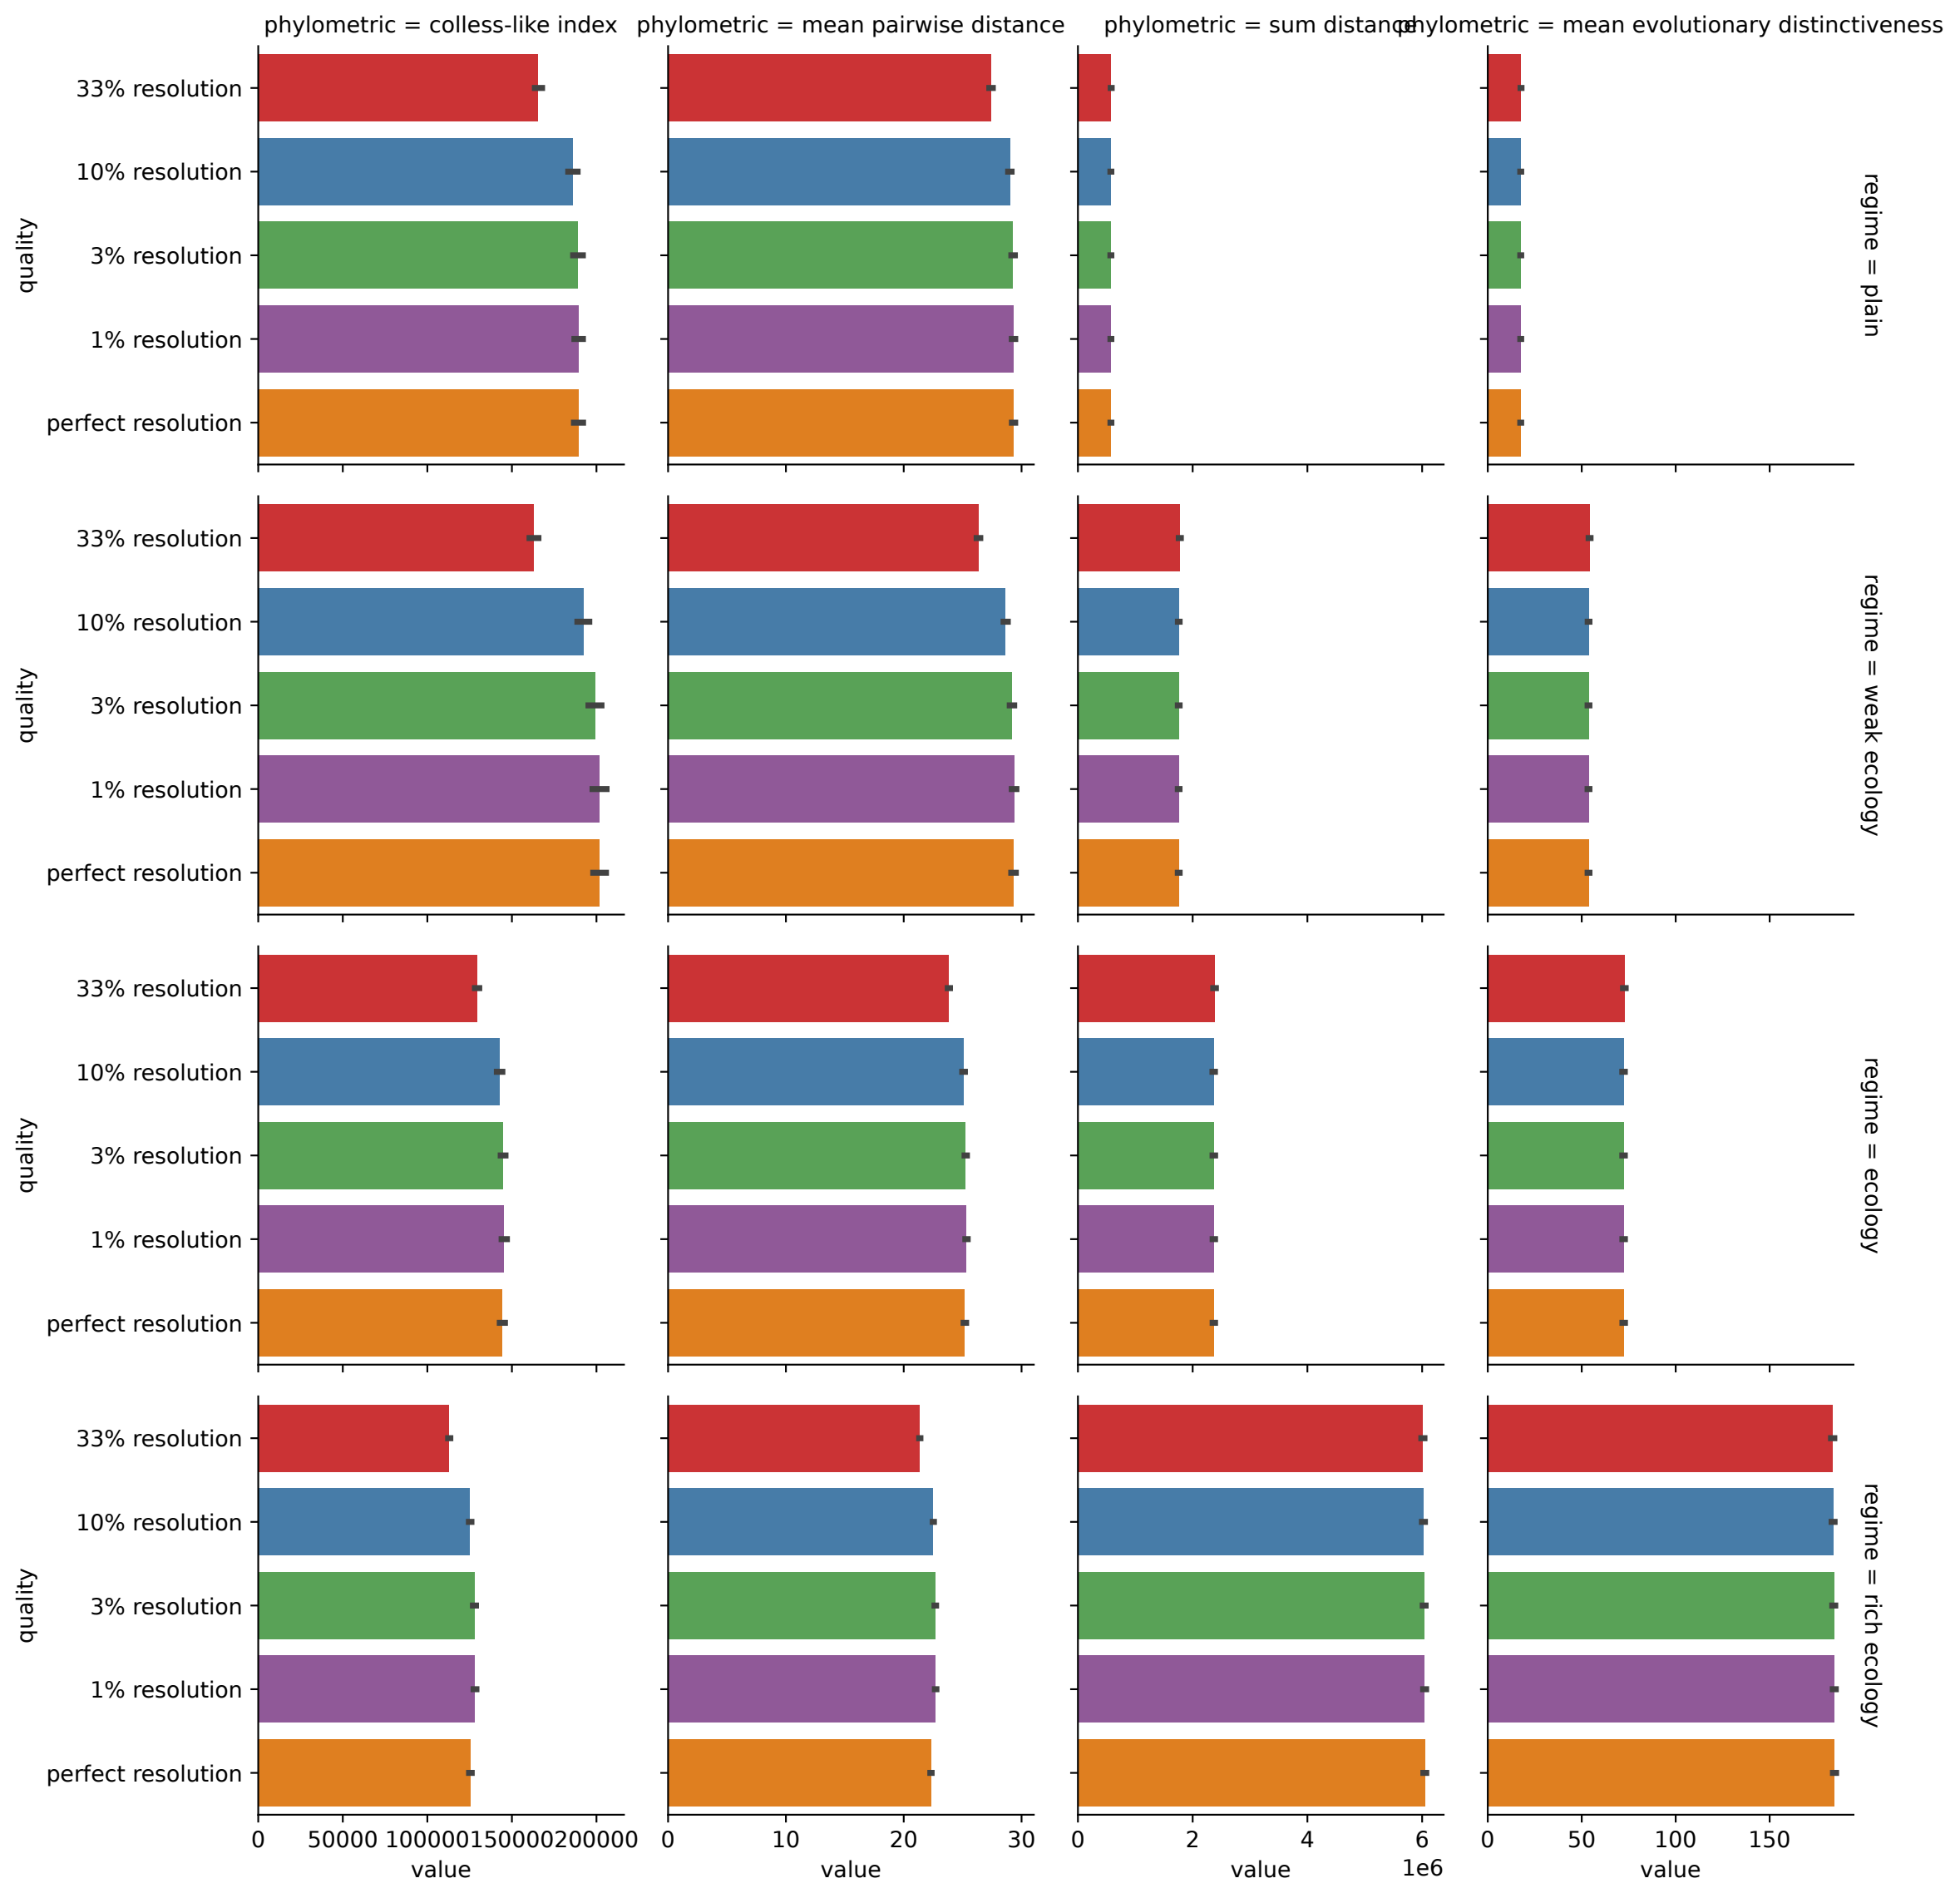 phylometric = colless-like index
phylometric = mean pairwise distance
phylometric = sum distance
phylometric = mean evolutionary distinctiveness
quality
33% resolution
10% resolution
3% resolution
1% resolution
perfect resolution
regime = plain
quality
33% resolution
10% resolution
3% resolution
1% resolution
perfect resolution
regime = weak ecology
quality
33% resolution
10% resolution
3% resolution
1% resolution
perfect resolution
regime = ecology
quality
33% resolution
10% resolution
3% resolution
1% resolution
perfect resolution
regime = rich ecology
0 50000 100000 150000 200000
value
0 10 20 30
value
0 2 4 6
1e6
value
0 50 100 150
value